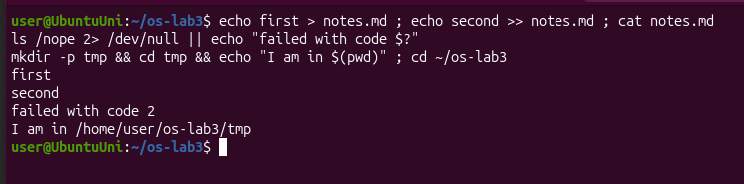 user@UbuntuUni:~/os-lab3$ echo first > notes.md ; echo second >> notes.md ; cat notes.md
ls /nope 2> /dev/null || echo "failed with code $?"
mkdir -p tmp && cd tmp && echo "I am in $(pwd)" ; cd ~/os-lab3
first
second
failed with code 2
I am in /home/user/os-lab3/tmp
user@UbuntuUni:~/os-lab3$